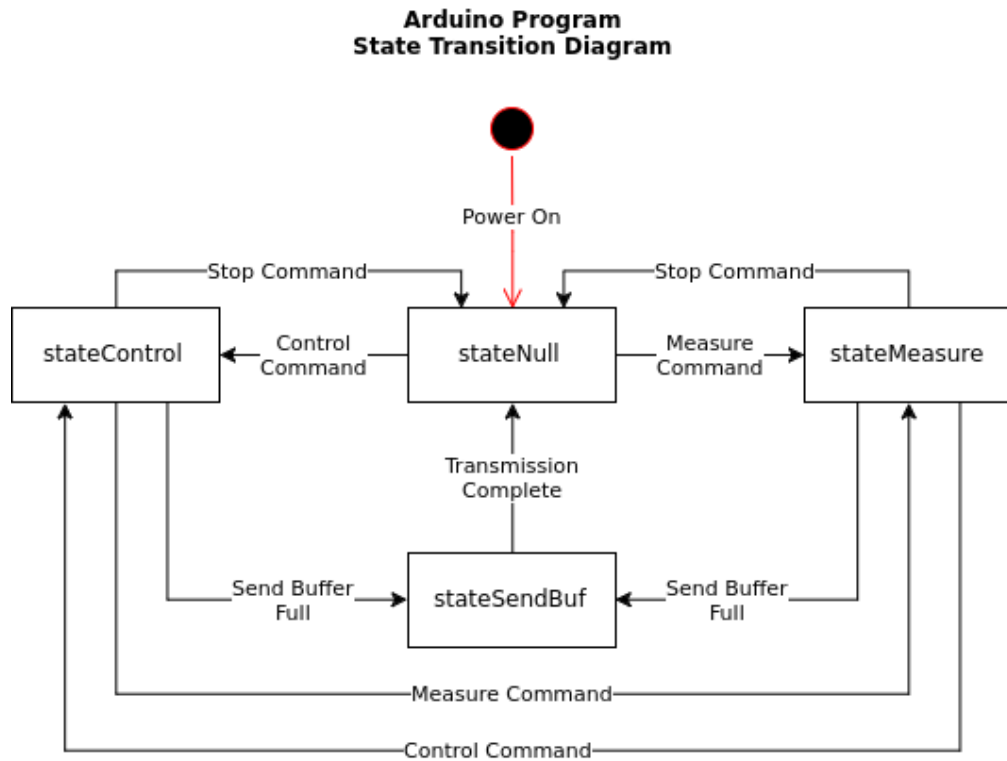 Arduino Program
State Transition Diagram
Power On
Stop Command
Stop Command
stateControl
Control
Command
stateNull
Measure
Command
stateMeasure
Transmission
Complete
Send Buffer
Full
stateSendBuf
Send Buffer
Full
Measure Command
Control Command